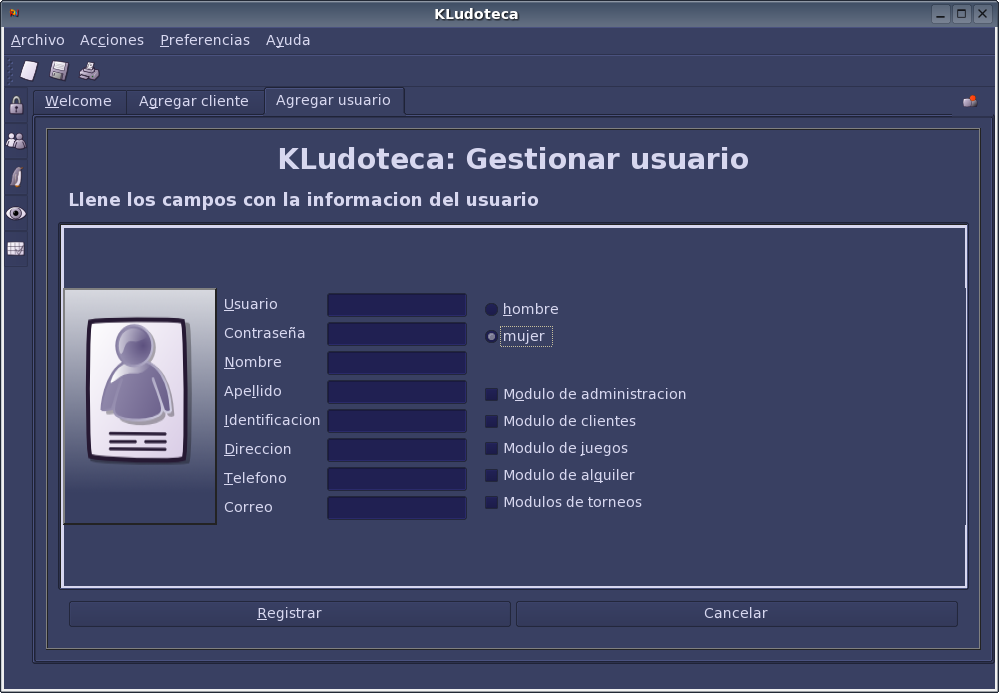 KLudoteca
Archivo Acciones Preferencias Ayuda
Welcome Agregar cliente Agregar usuario
KLudoteca: Gestionar usuario
Llene los campos con la informacion del usuario
Usuario
Contraseña
Nombre
Apellido
Identificacion
Direccion
Telefono
Correo
hombre
mujer
Modulo de administracion
Modulo de clientes
Modulo de juegos
Modulo de alquiler
Modulos de torneos
Registrar Cancelar